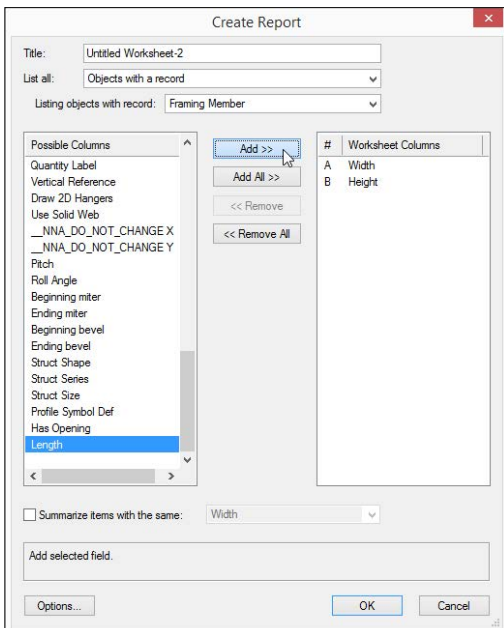 Create Report
Title: Untitled Worksheet-2
List all: Objects with a record
Listing objects with record: Framing Member
Possible Columns
Quantity Label
Vertical Reference
Draw 2D Hangers
Use Solid Web
__NNA_DO_NOT_CHANGE X
__NNA_DO_NOT_CHANGE Y
Pitch
Roll Angle
Beginning miter
Ending miter
Beginning bevel
Ending bevel
Struct Shape
Struct Series
Struct Size
Profile Symbol Def
Has Opening
Length
Add >>
Add All >>
<< Remove
<< Remove All
# Worksheet Columns
A Width
B Height
Summarize items with the same: Width
Add selected field.
Options...
OK
Cancel